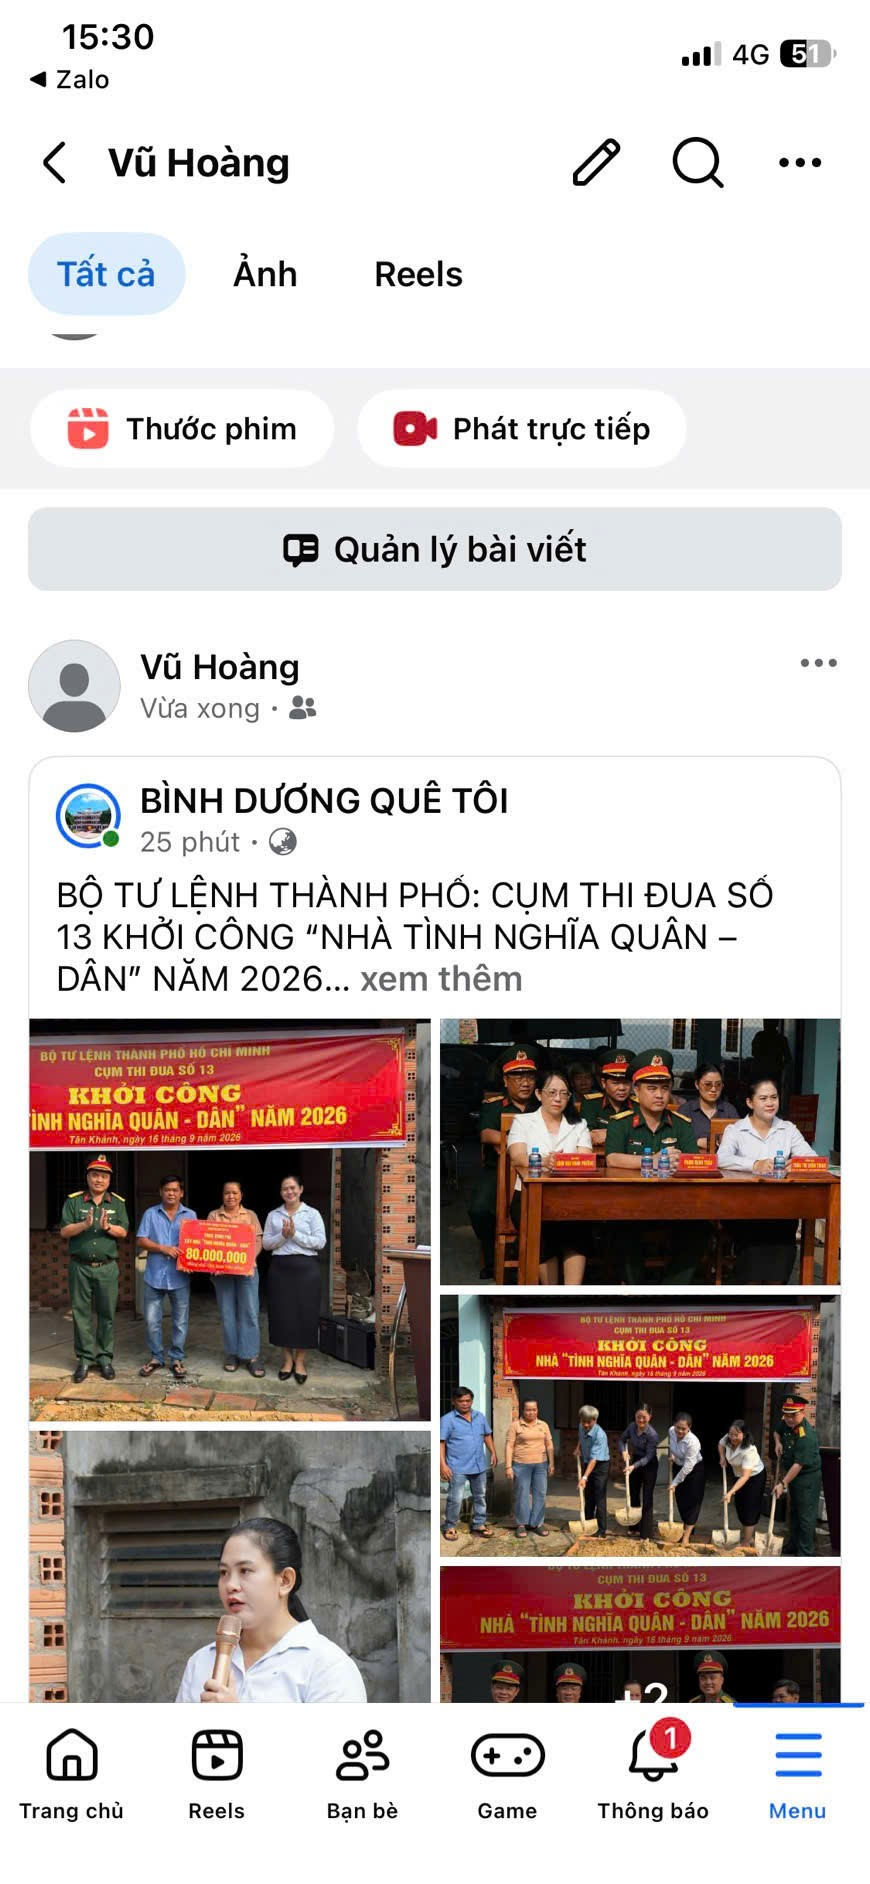 15:30
4G 51
Zalo
Vũ Hoàng
Tất cả
Ảnh
Reels
Thước phim
Phát trực tiếp
Quản lý bài viết
Vũ Hoàng
Vừa xong
BÌNH DƯƠNG QUÊ TÔI
25 phút
BỘ TƯ LỆNH THÀNH PHỐ: CỤM THI ĐUA SỐ
13 KHỞI CÔNG “NHÀ TÌNH NGHĨA QUÂN –
DÂN” NĂM 2026... xem thêm
BỘ TƯ LỆNH THÀNH PHỐ HỒ CHÍ MINH
CỤM THI ĐUA SỐ 13
KHỞI CÔNG
TÌNH NGHĨA QUÂN - DÂN" NĂM 2026
Tân Khánh, ngày 16 tháng 9 năm 2026
80.000.000
BỘ TƯ LỆNH THÀNH PHỐ HỒ CHÍ MINH
CỤM THI ĐUA SỐ 13
KHỞI CÔNG
NHÀ "TÌNH NGHĨA QUÂN - DÂN" NĂM 2026
Tân Khánh, ngày 16 tháng 9 năm 2026
CỤM THI ĐUA SỐ 13
KHỞI CÔNG
NHÀ "TÌNH NGHĨA QUÂN - DÂN" NĂM 2026
Tân Khánh, ngày 16 tháng 9 năm 2026
+2
1
Trang chủ
Reels
Bạn bè
Game
Thông báo
Menu